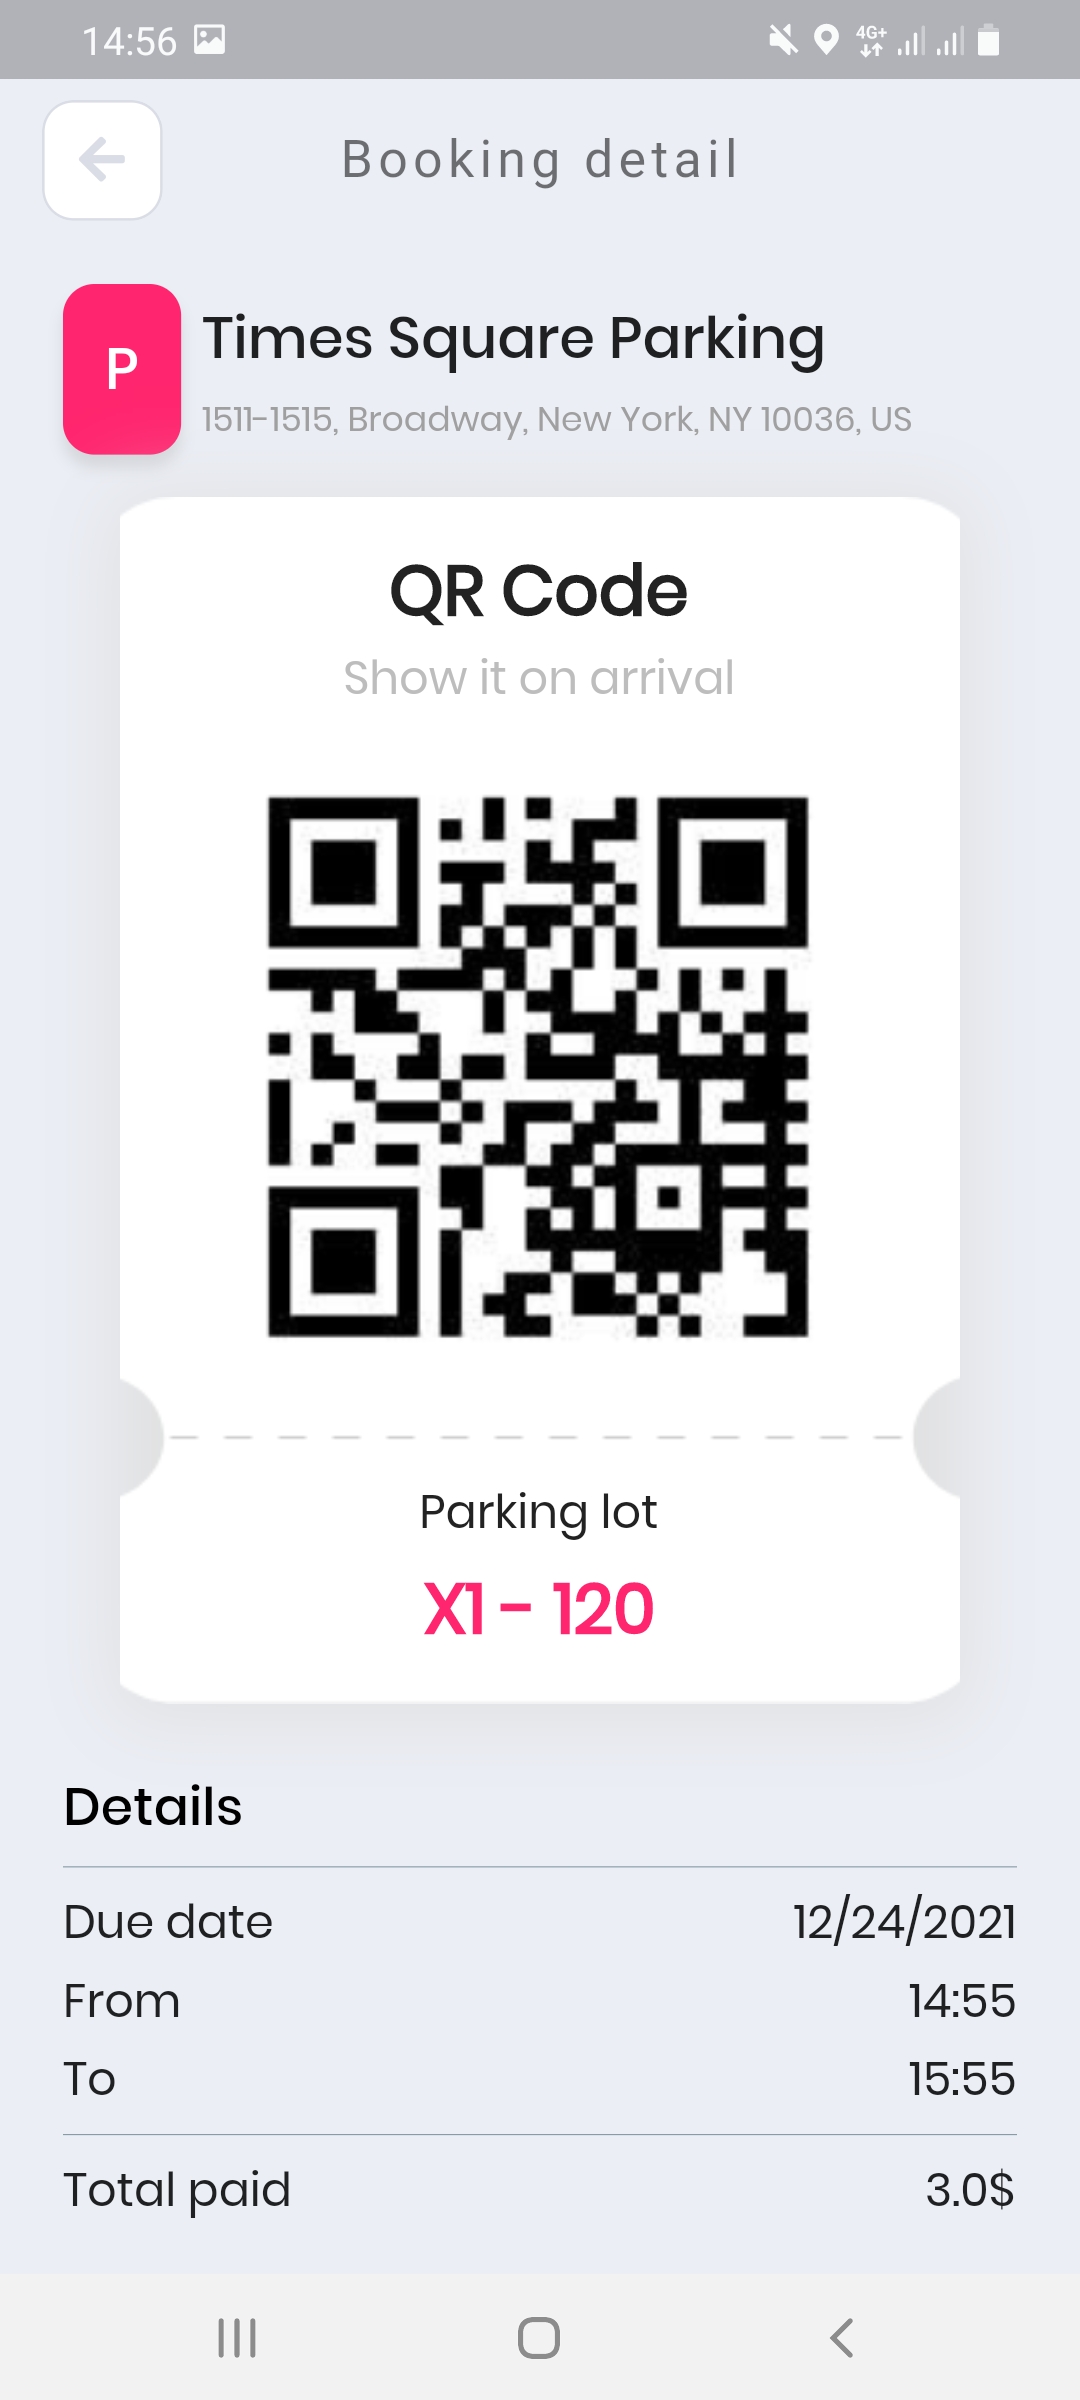 14:56
4G+
Booking detail
P
Times Square Parking
1511-1515, Broadway, New York, NY 10036, US
QR Code
Show it on arrival
Parking lot
X1 - 120
Details
Due date 12/24/2021
From 14:55
To 15:55
Total paid 3.0$